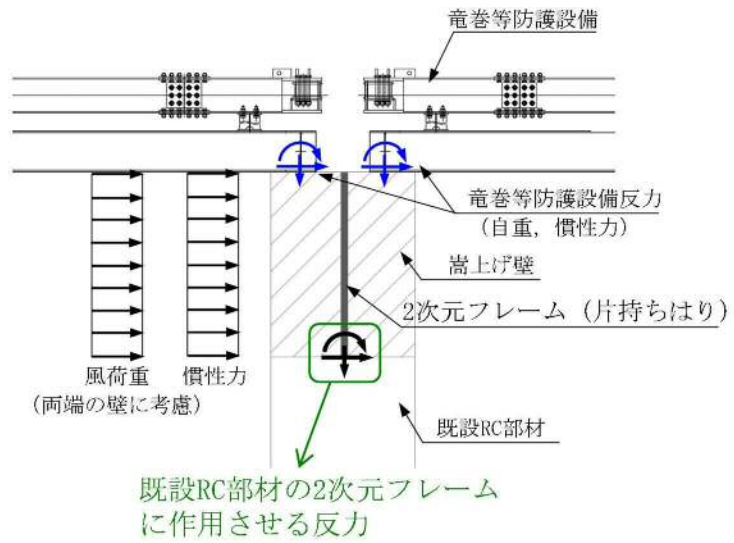 竜巻等防護設備
竜巻等防護設備反力
(自重，慣性力)
嵩上げ壁
2次元フレーム（片持ちはり）
風荷重
慣性力
(両端の壁に考慮)
既設RC部材
既設RC部材の2次元フレーム
に作用させる反力